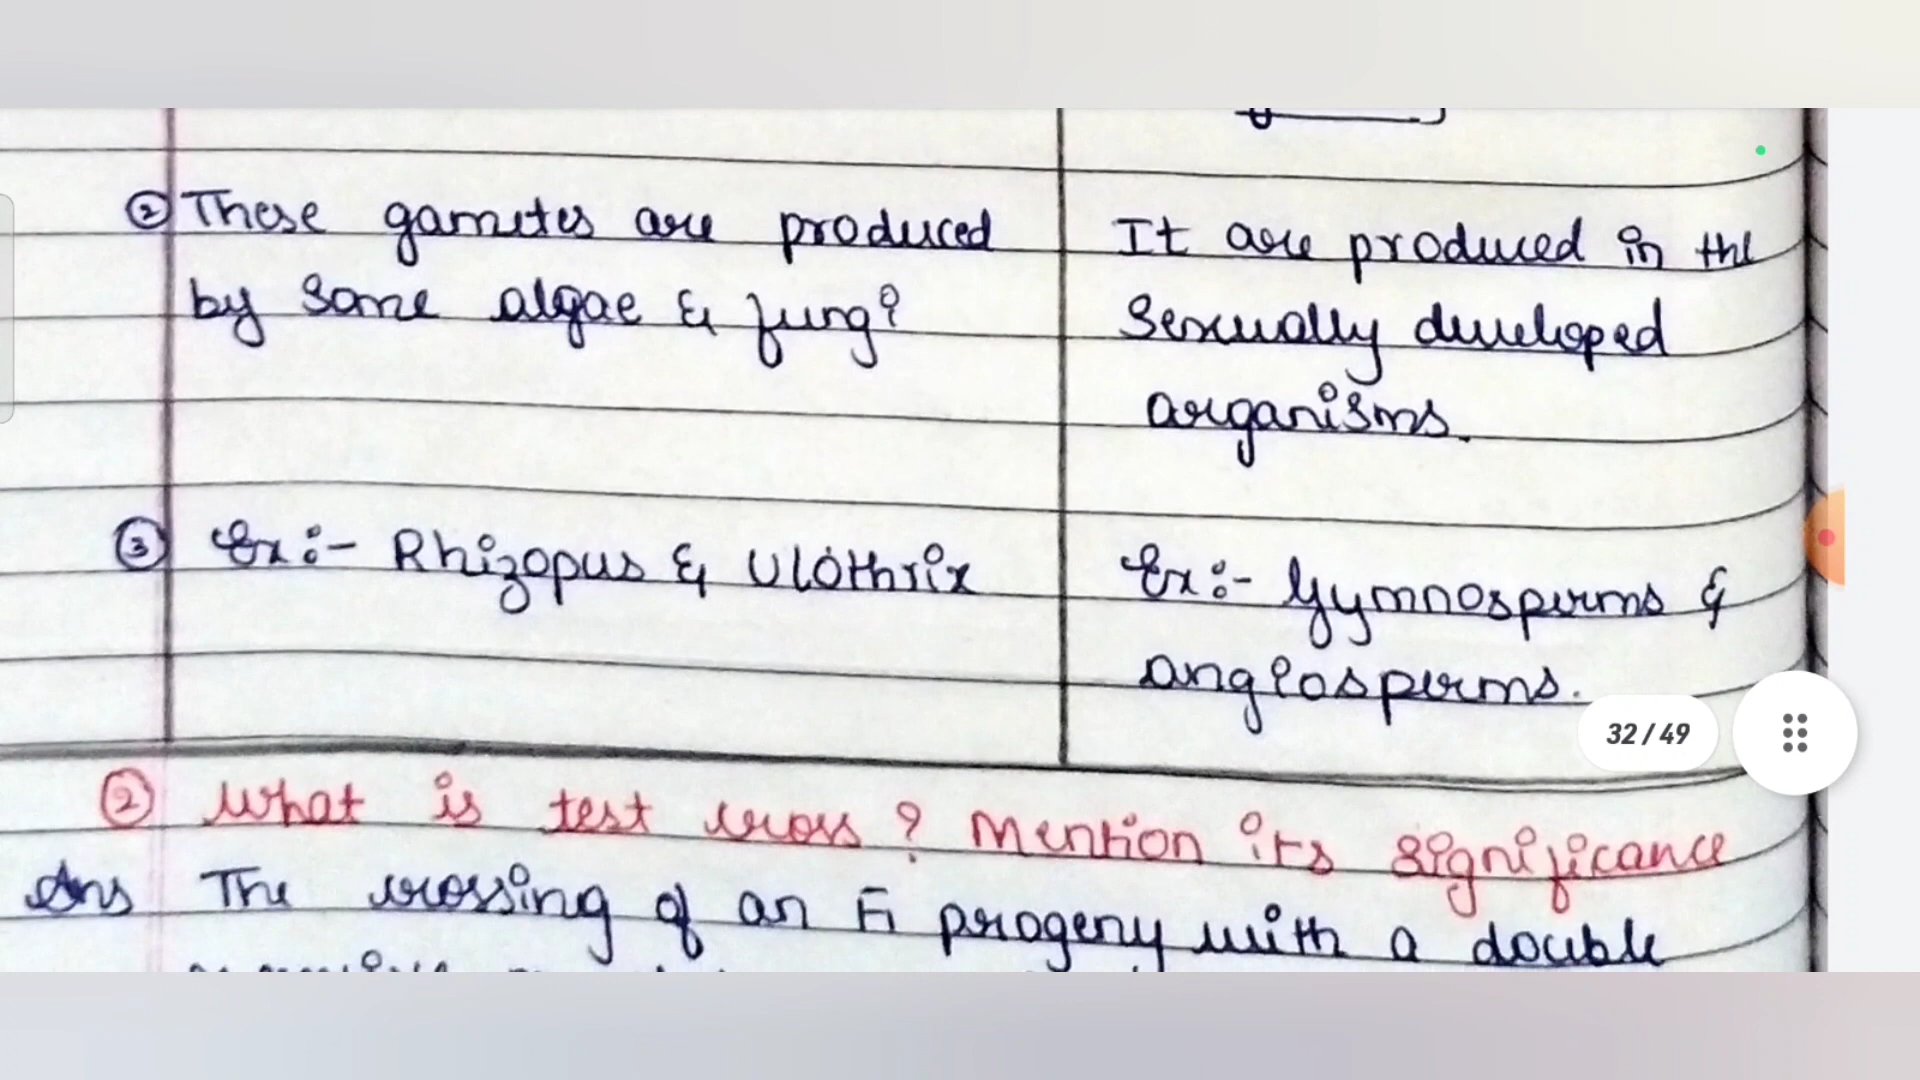 ② These gametes are produced
by some algae & fungi
It are produced in the
Sexually developed
organisms.
③ Ex:- Rhizopus & Ulothrix
Ex:- Gymnosperms &
angiosperms.
32 / 49
② What is test cross ? Mention its significance
Ans The crossing of an F1 progeny with a double